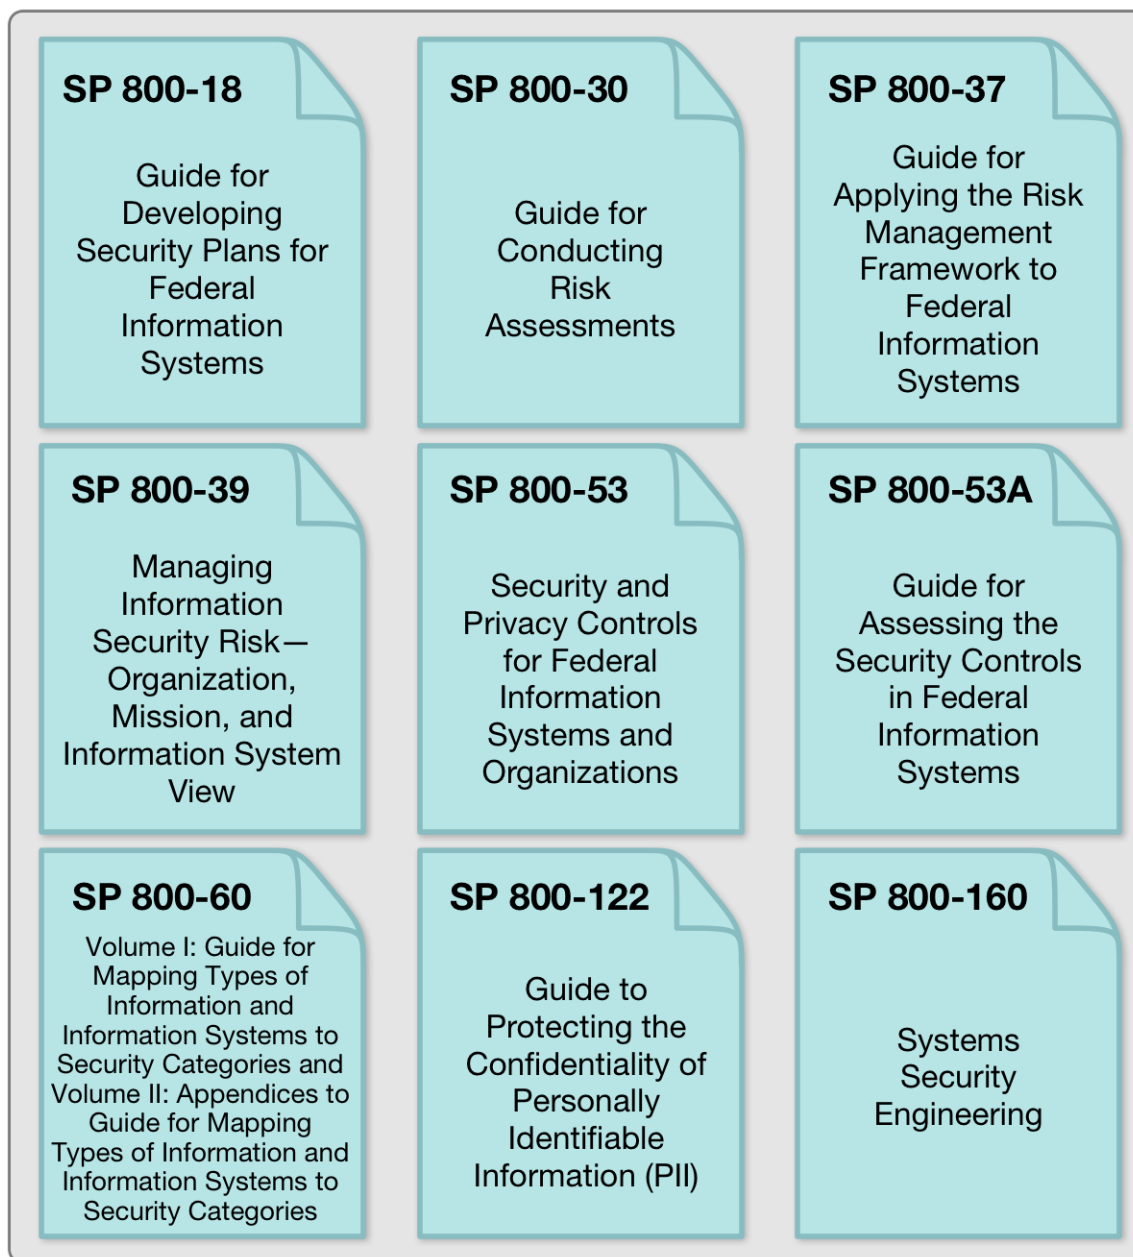 SP 800-18
Guide for
Developing
Security Plans for
Federal
Information
Systems
SP 800-30
Guide for
Conducting
Risk
Assessments
SP 800-37
Guide for
Applying the Risk
Management
Framework to
Federal
Information
Systems
SP 800-39
Managing
Information
Security Risk—
Organization,
Mission, and
Information System
View
SP 800-53
Security and
Privacy Controls
for Federal
Information
Systems and
Organizations
SP 800-53A
Guide for
Assessing the
Security Controls
in Federal
Information
Systems
SP 800-60
Volume I: Guide for
Mapping Types of
Information and
Information Systems to
Security Categories and
Volume II: Appendices to
Guide for Mapping
Types of Information and
Information Systems to
Security Categories
SP 800-122
Guide to
Protecting the
Confidentiality of
Personally
Identifiable
Information (PII)
SP 800-160
Systems
Security
Engineering